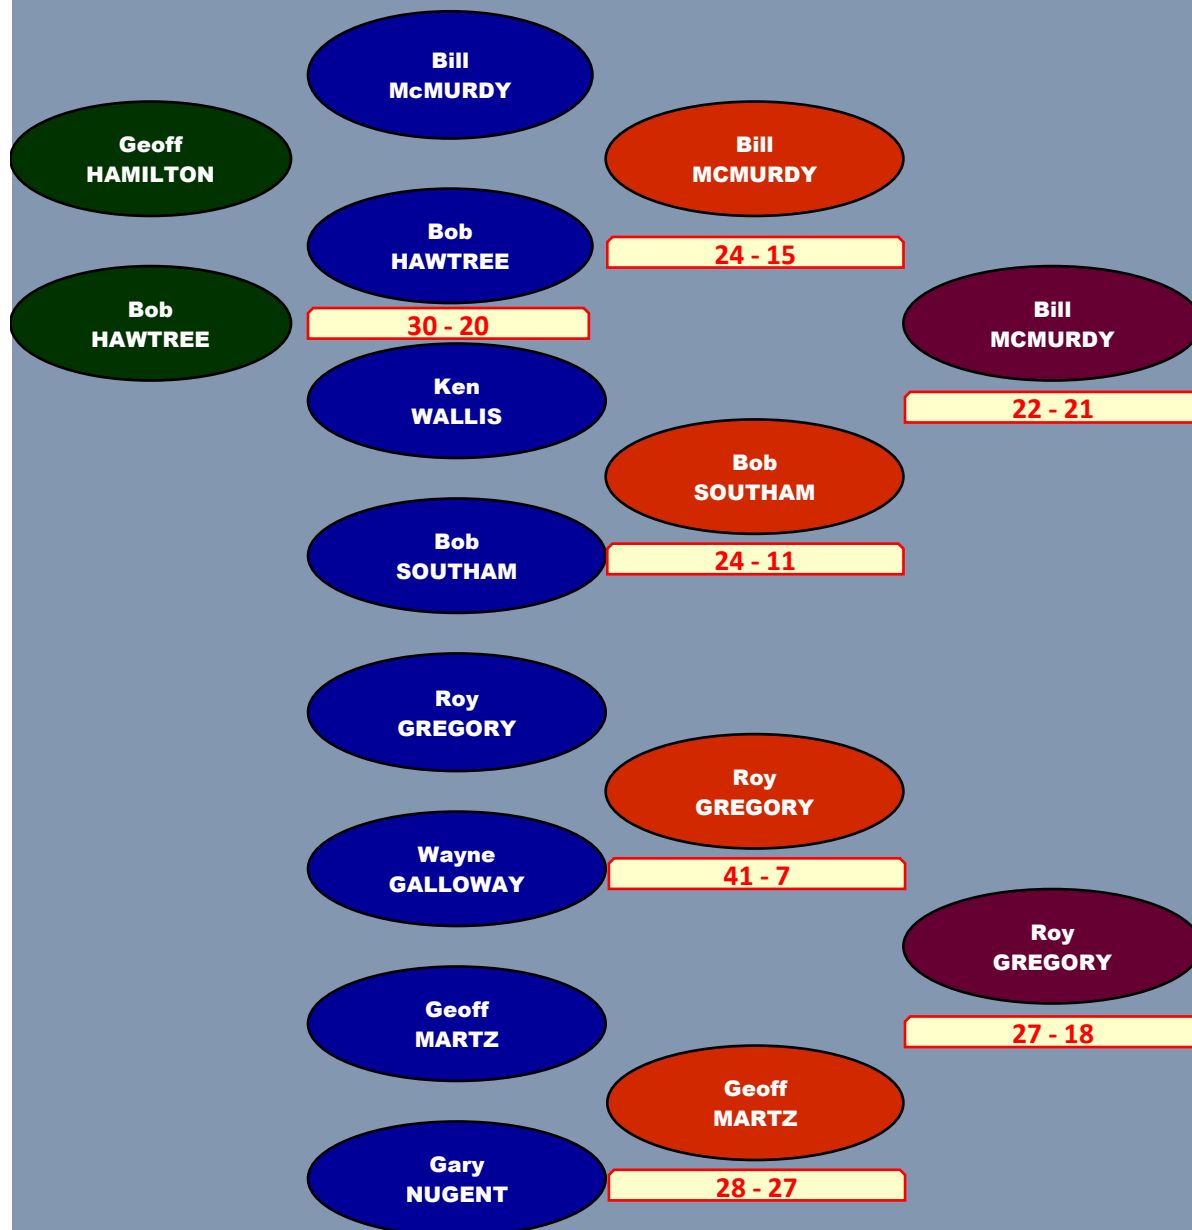 Geoff
HAMILTON
Bob
HAWTREE
Bill
McMURDY
Bob
HAWTREE
30 - 20
Ken
WALLIS
Bob
SOUTHAM
Roy
GREGORY
Wayne
GALLOWAY
Geoff
MARTZ
Gary
NUGENT
Bill
MCMURDY
24 - 15
Bob
SOUTHAM
24 - 11
Roy
GREGORY
41 - 7
Geoff
MARTZ
28 - 27
Bill
MCMURDY
22 - 21
Roy
GREGORY
27 - 18